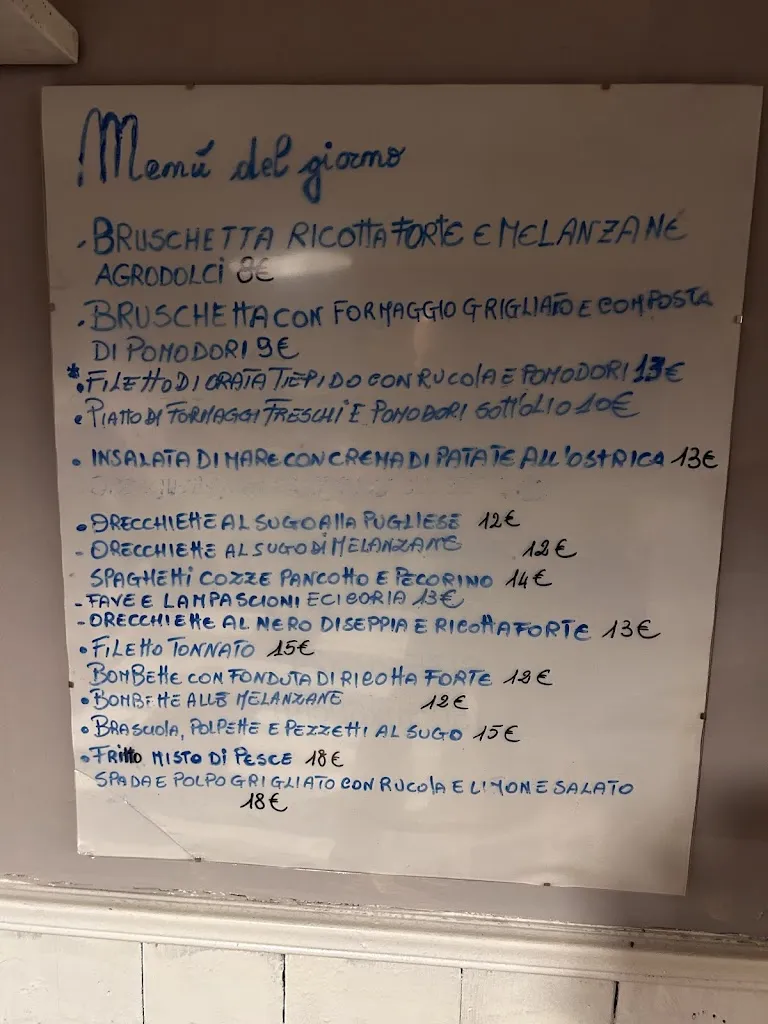 Menú del giorno
. BRUSCHETTA RICOTTA FORTE E MELANZANE
AGRODOLCI 8€
. BRUSCHETTA CON FORMAGGIO GRIGLIATO E COMPOSTA
DI POMODORI 9€
*. FILETTO DI ORATA TIEPIDO CON RUCOLA E POMODORI 13€
• PIATTO DI FORMAGGI FRESCHI E POMODORI SOTT'OLIO 10€
• INSALATA DI MARE CON CREMA DI PATATE ALL'OSTRICA 13€
• ORECCHIETTE AL SUGO ALLA PUGLIESE 12€
- ORECCHIETTE AL SUGO DI MELANZANE 12€
SPAGHETTI COZZE PANCOTTO E PECORINO 14€
- FAVE E LAMPASCIONI E CICORIA 13€
- ORECCHIETTE AL NERO DI SEPPIA E RICOTTA FORTE 13€
• FILETTO TONNATO 15€
BOMBETTE CON FONDUTA DI RICOTTA FORTE 12€
• BOMBETTE ALLE MELANZANE 12€
• BRASCIOLA, POLPETTE E PEZZETTI AL SUGO 15€
• FRITTO MISTO DI PESCE 18€
SPADA E POLPO GRIGLIATO CON RUCOLA E LIMONE SALATO
18€